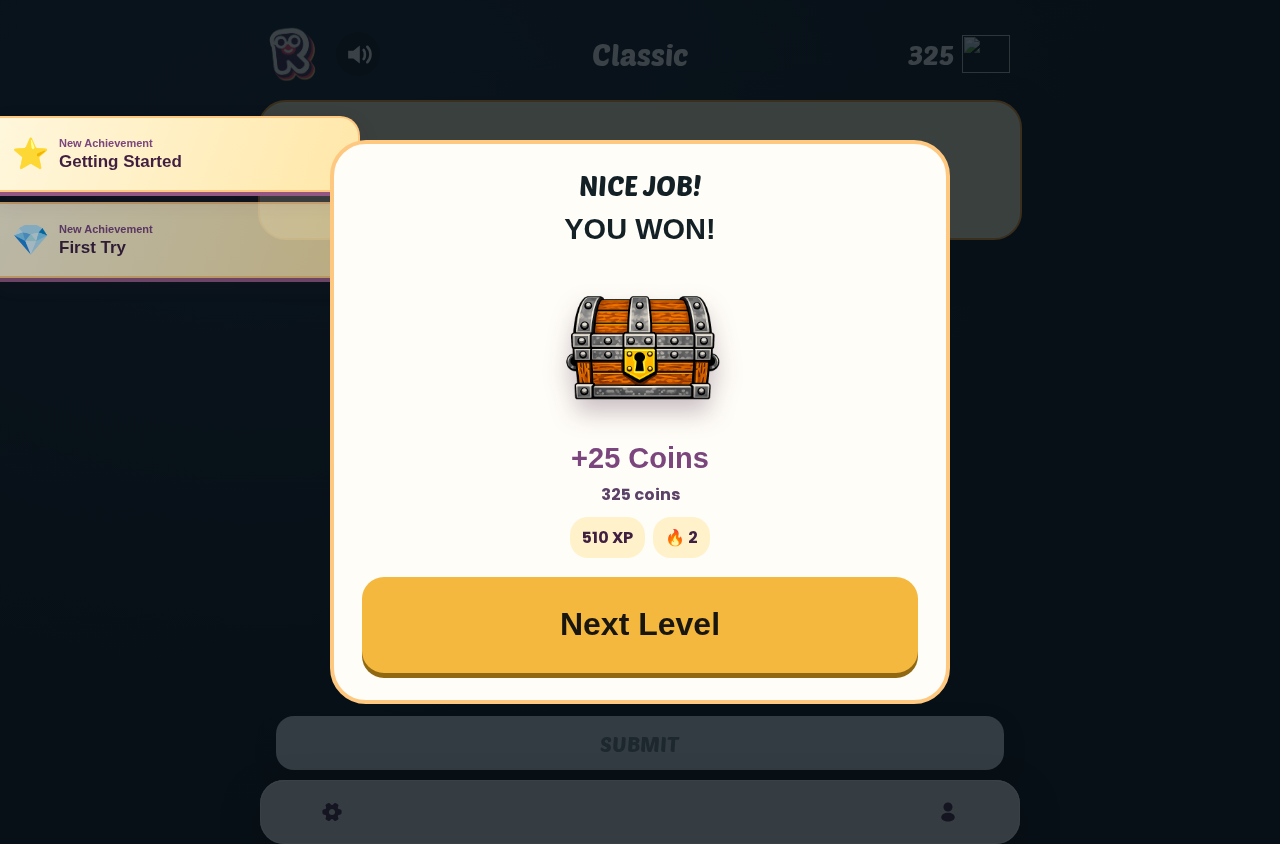 Classic
325
New Achievement
Getting Started
New Achievement
First Try
NICE JOB!
YOU WON!
+25 Coins
325 coins
510 XP
🔥 2
Next Level
SUBMIT